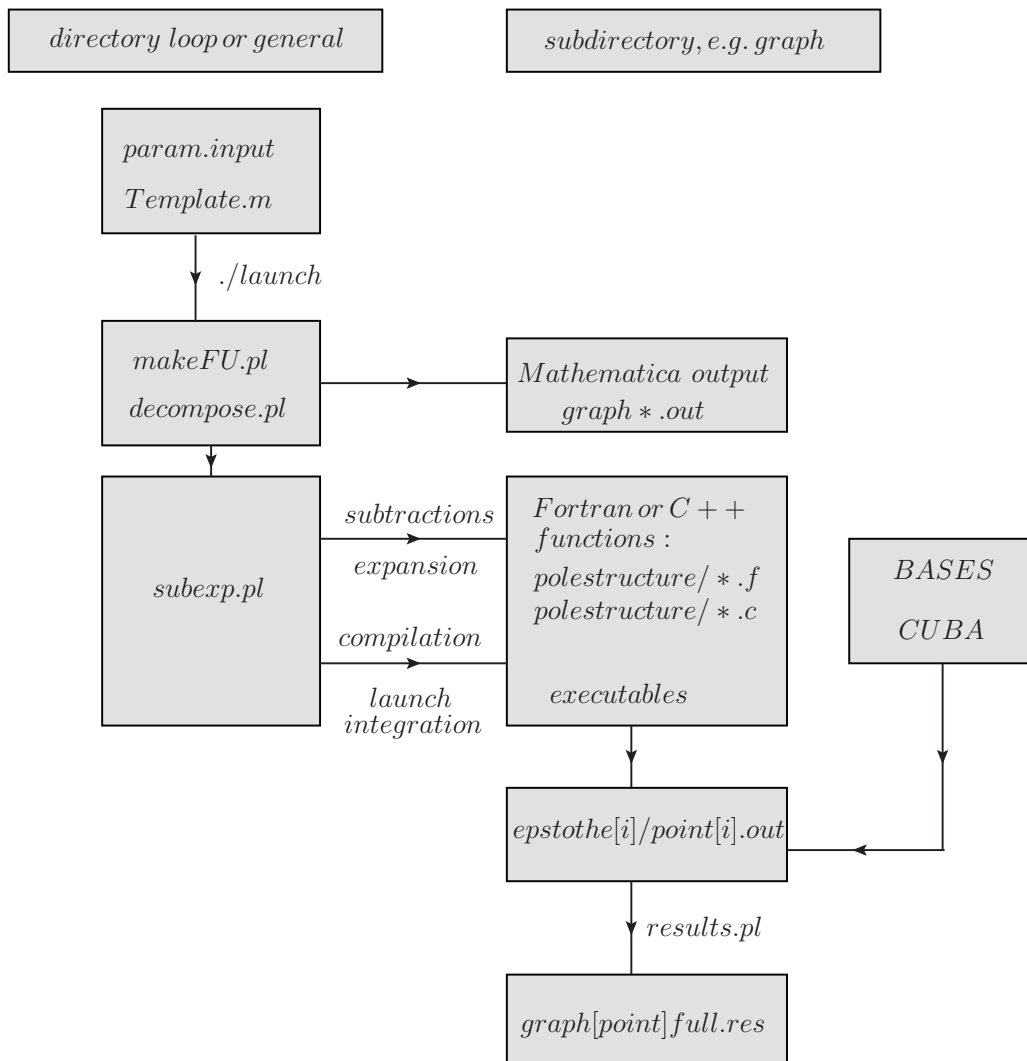 directory loop or general
subdirectory, e.g. graph
param.input
Template.m
./launch
makeFU.pl
decompose.pl
Mathematica output
graph * .out
subexp.pl
subtractions
expansion
compilation
launch
integration
Fortran or C + +
functions :
polestructure/ * .f
polestructure/ * .c
executables
BASES
CUBA
epstothe[i]/point[i].out
results.pl
graph[point]full.res